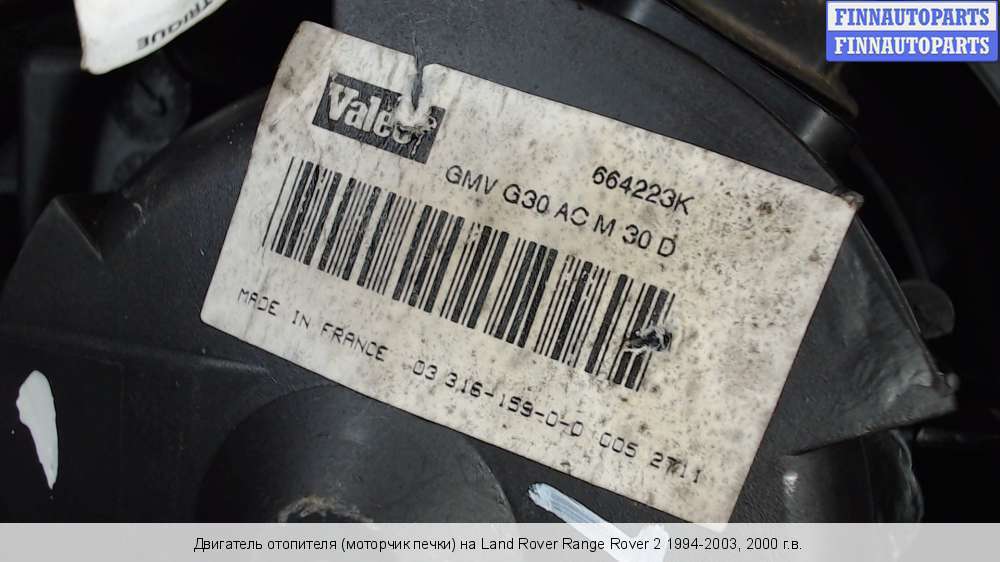 TRIQUE
FINNAUTOPARTS
FINNAUTOPARTS
Valeo
664223K
GMV G30 AC M 30 D
MADE IN FRANCE 03 316-159-0-0 005 2711
Двигатель отопителя (моторчик печки) на Land Rover Range Rover 2 1994-2003, 2000 г.в.